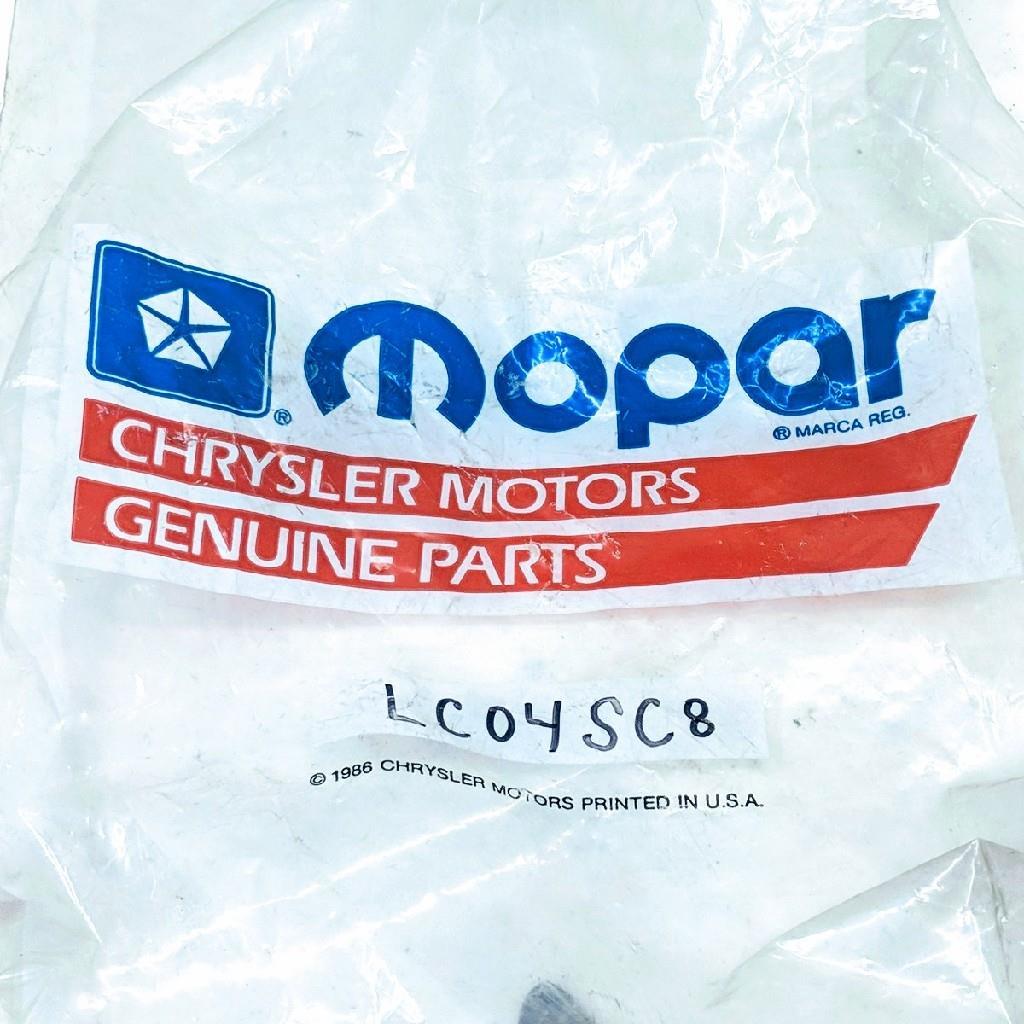 mopar
®
® MARCA REG.
CHRYSLER MOTORS
GENUINE PARTS
LC04SC8
© 1986 CHRYSLER MOTORS PRINTED IN U.S.A.